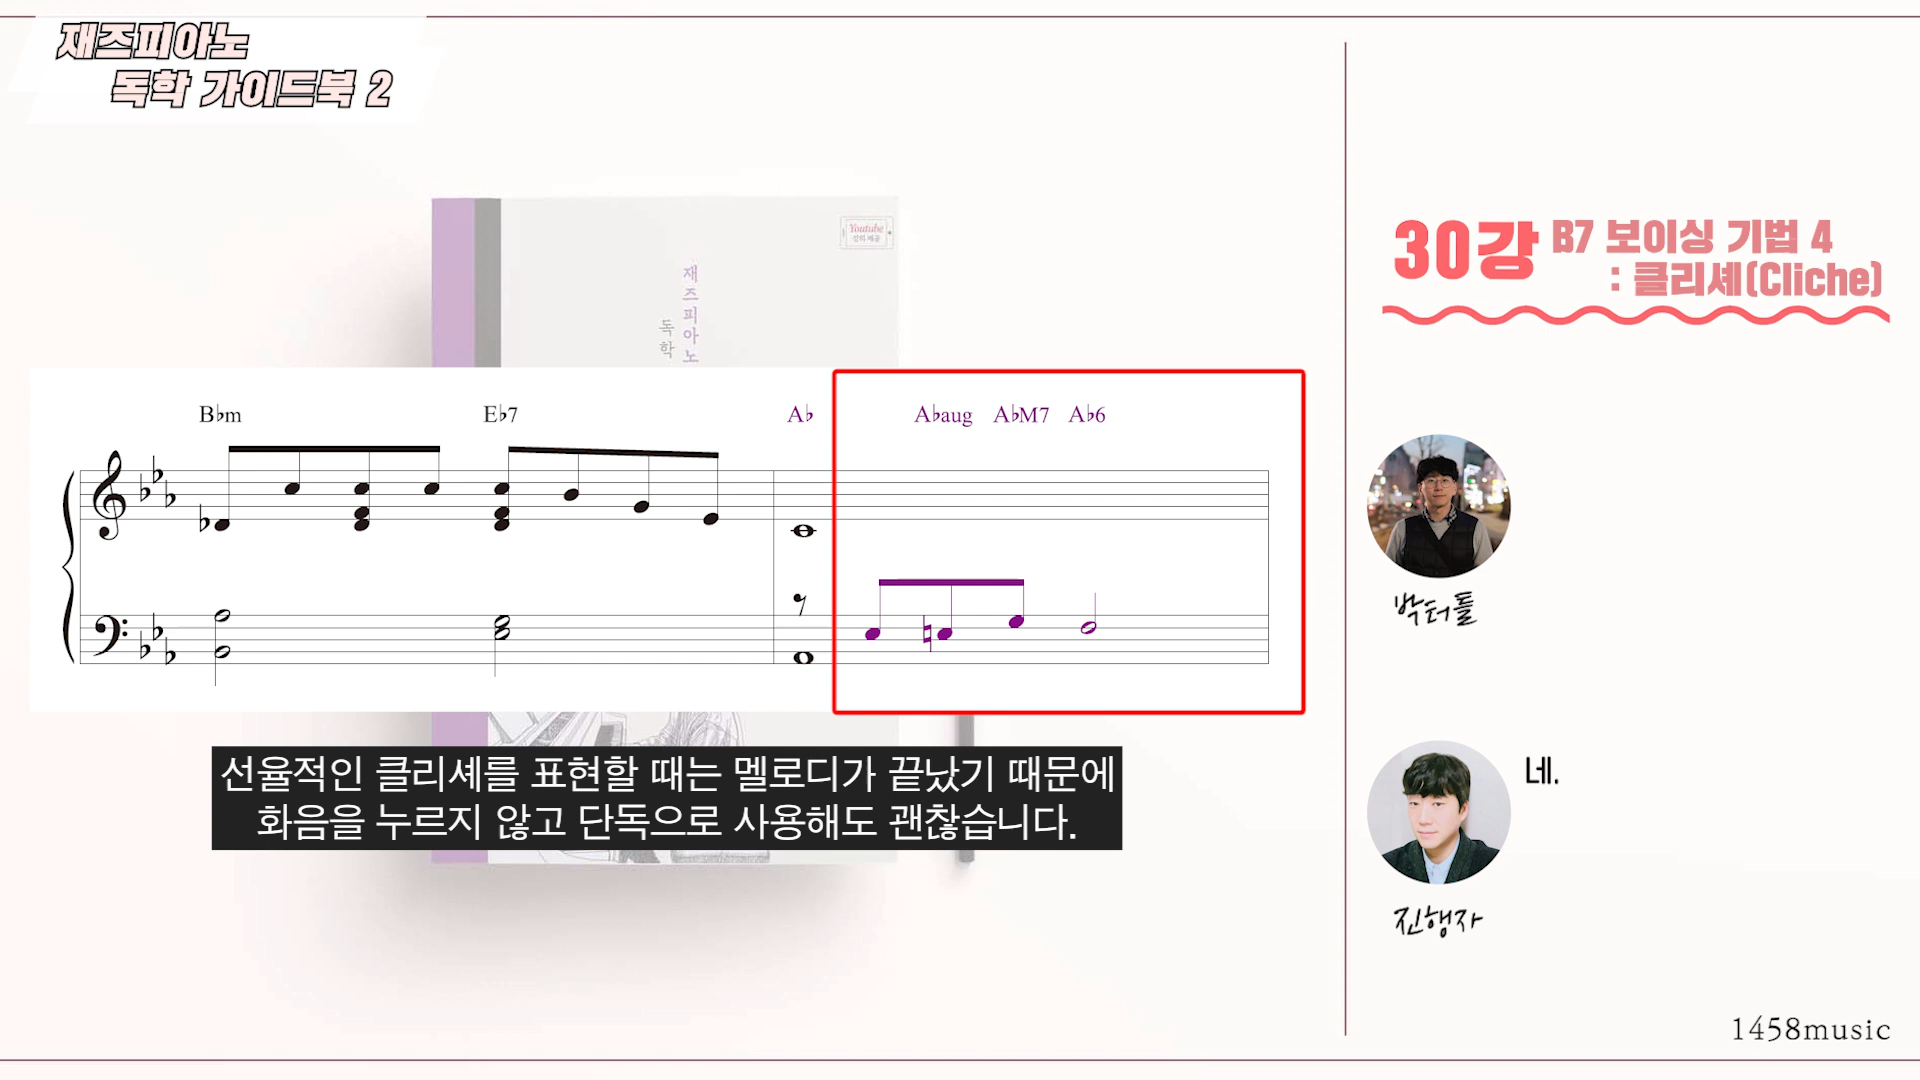 재즈피아노
독학 가이드북 2
30강 B7 보이싱 기법 4
: 클리셰(Cliche)
Youtube
강의 제공
재즈피아노
독학
B♭m E♭7 A♭ A♭aug A♭M7 A♭6
박터틀
선율적인 클리셰를 표현할 때는 멜로디가 끝났기 때문에
화음을 누르지 않고 단독으로 사용해도 괜찮습니다.
네.
진행자
1458music